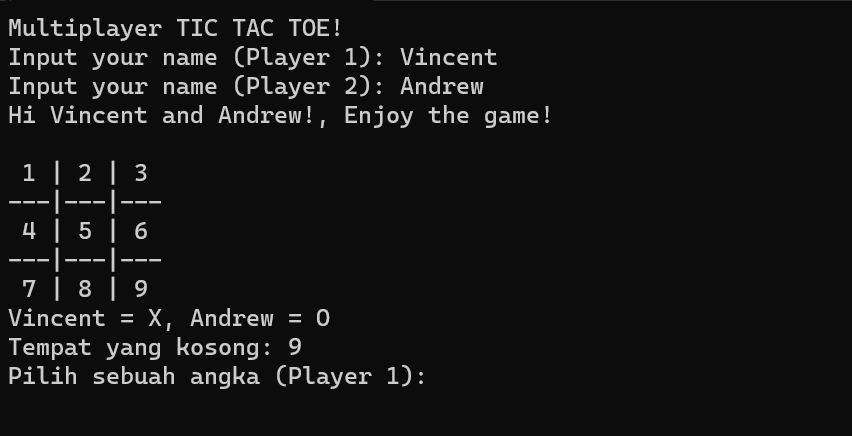 Multiplayer TIC TAC TOE!
Input your name (Player 1): Vincent
Input your name (Player 2): Andrew
Hi Vincent and Andrew!, Enjoy the game!

 1 | 2 | 3
---|---|---
 4 | 5 | 6
---|---|---
 7 | 8 | 9
Vincent = X, Andrew = O
Tempat yang kosong: 9
Pilih sebuah angka (Player 1):